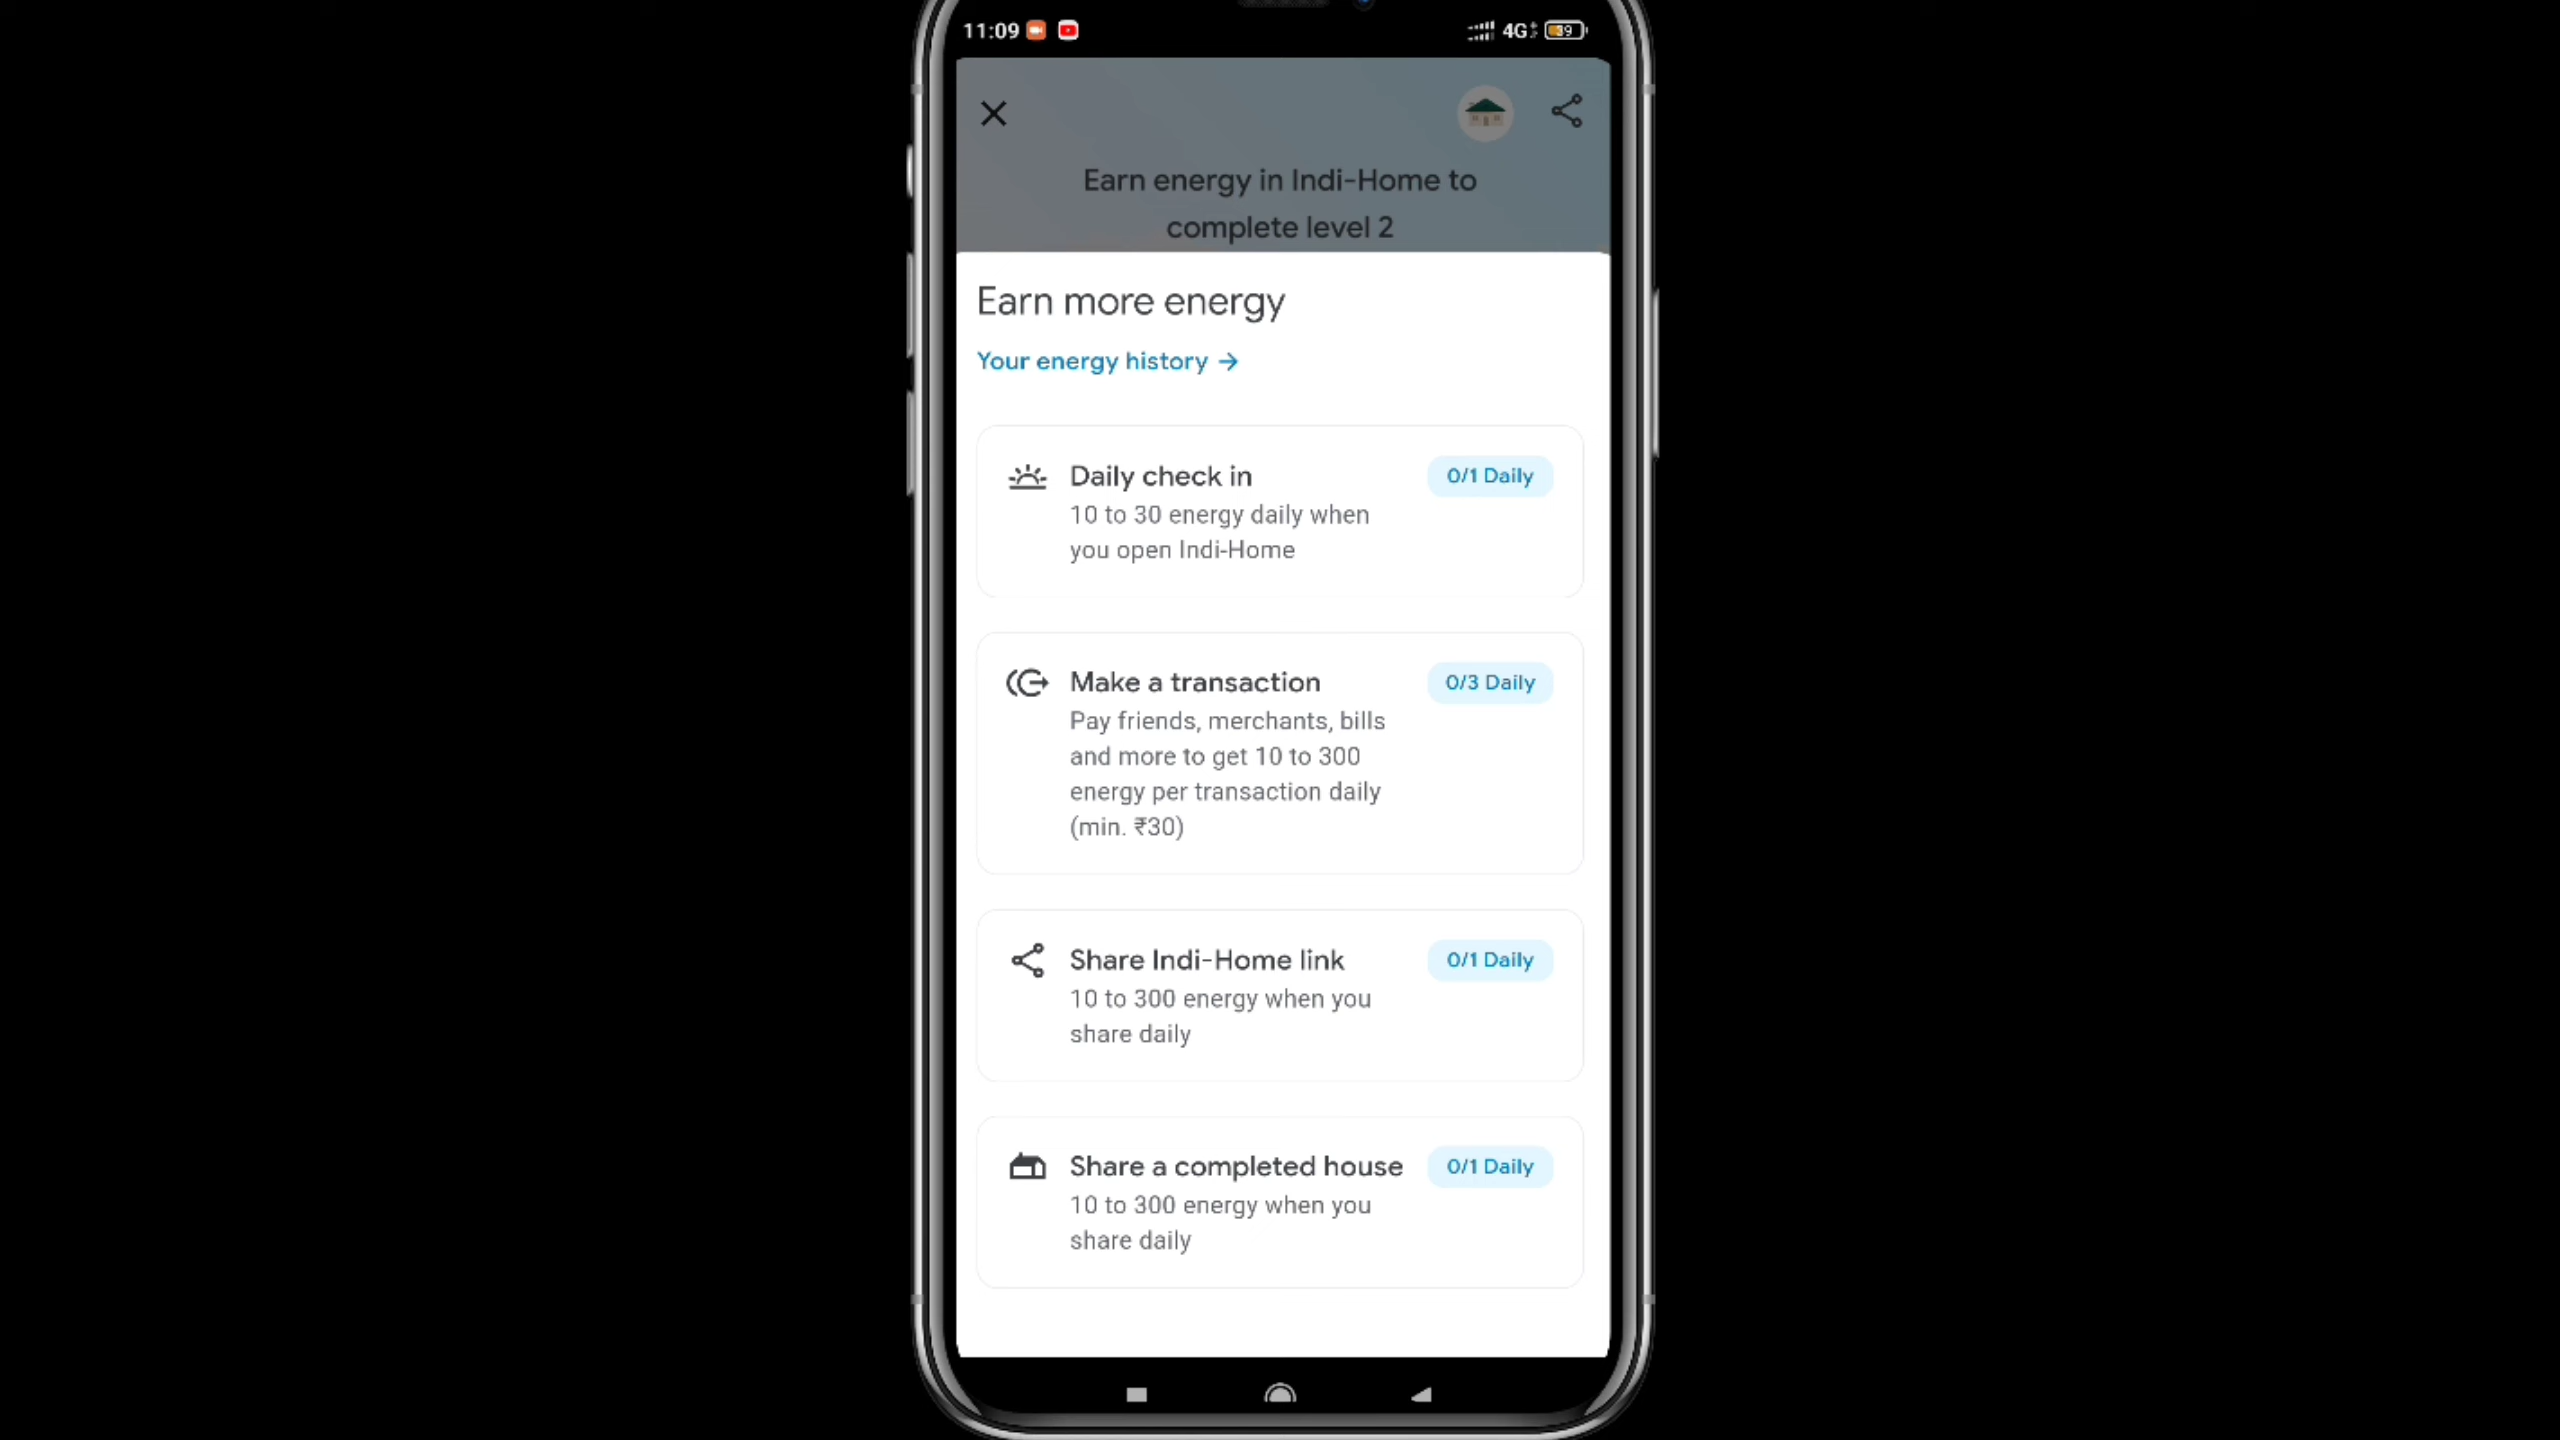 11:09
4G
39
Earn energy in Indi-Home to
complete level 2
Earn more energy
Your energy history →
Daily check in
0/1 Daily
10 to 30 energy daily when
you open Indi-Home
Make a transaction
0/3 Daily
Pay friends, merchants, bills
and more to get 10 to 300
energy per transaction daily
(min. ₹30)
Share Indi-Home link
0/1 Daily
10 to 300 energy when you
share daily
Share a completed house
0/1 Daily
10 to 300 energy when you
share daily